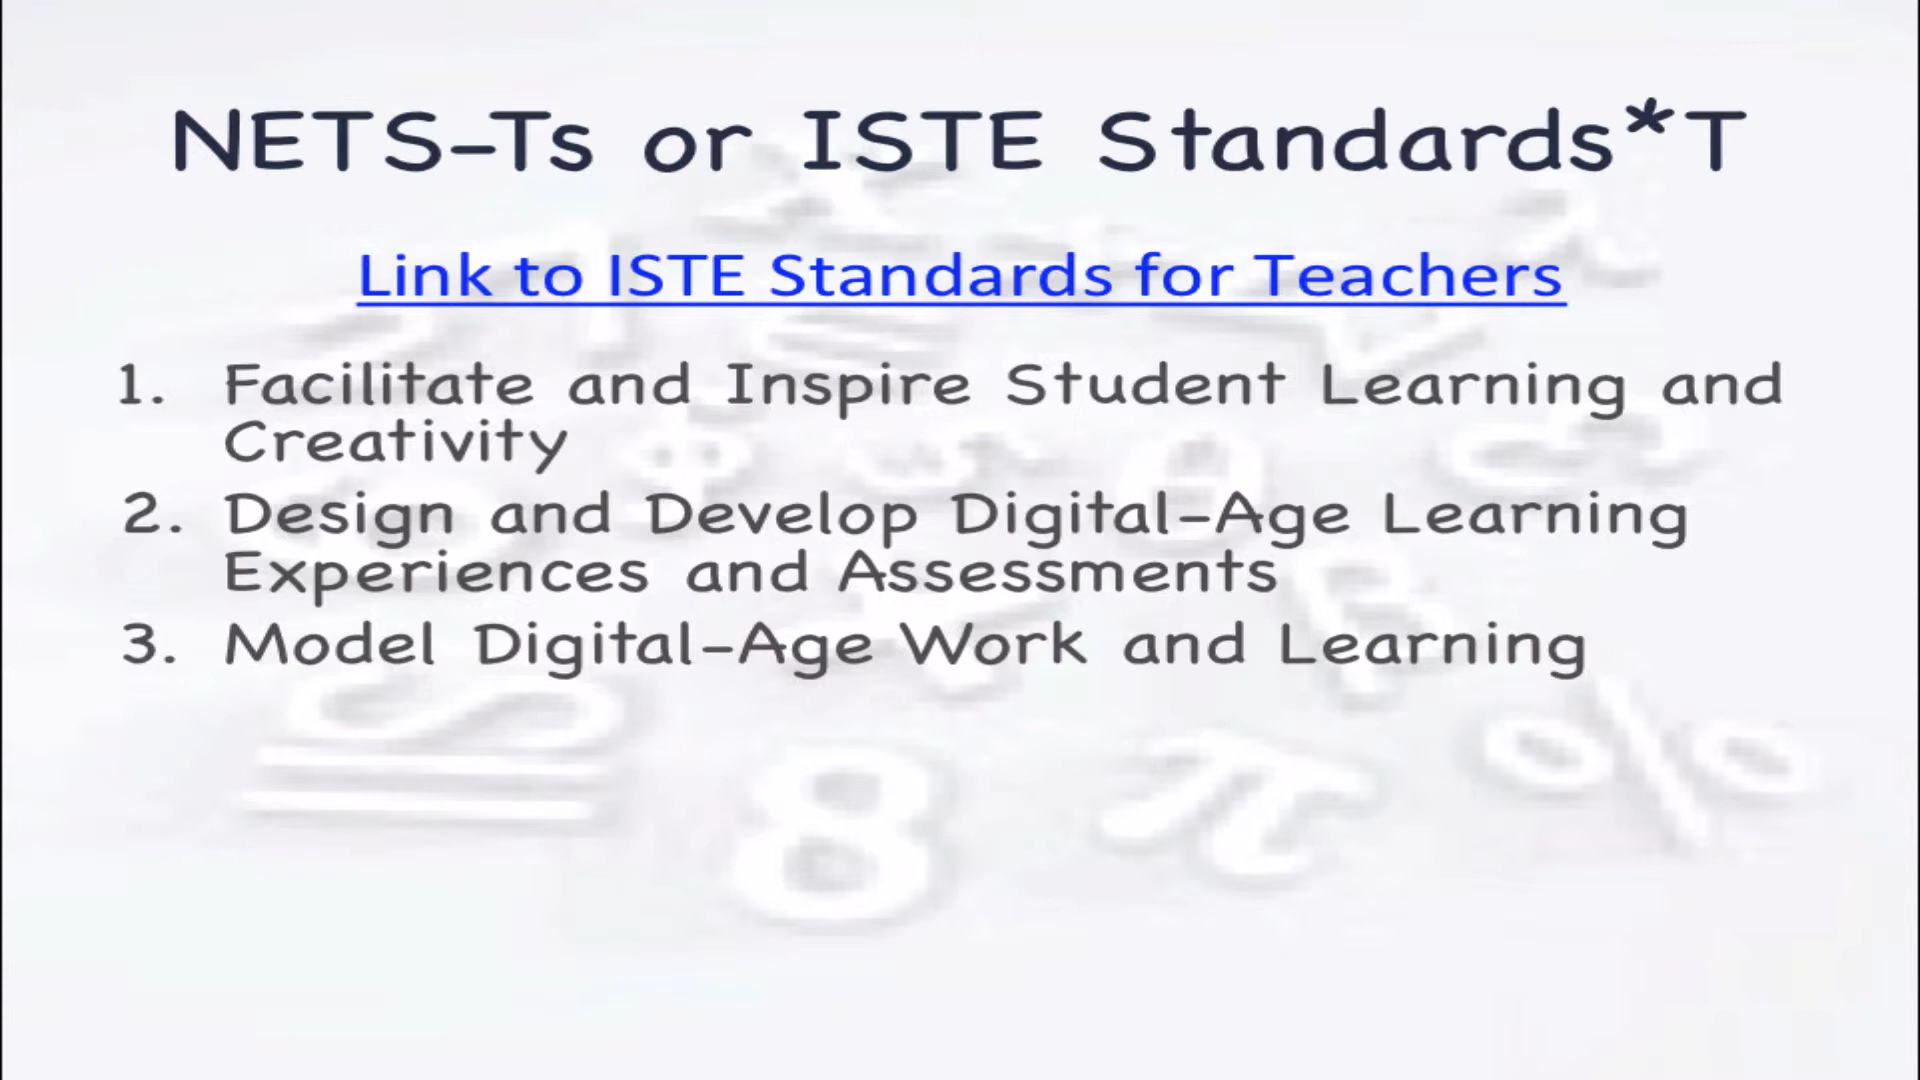 NETS-Ts or ISTE Standards*T
Link to ISTE Standards for Teachers
1. Facilitate and Inspire Student Learning and
Creativity
2. Design and Develop Digital-Age Learning
Experiences and Assessments
3. Model Digital-Age Work and Learning